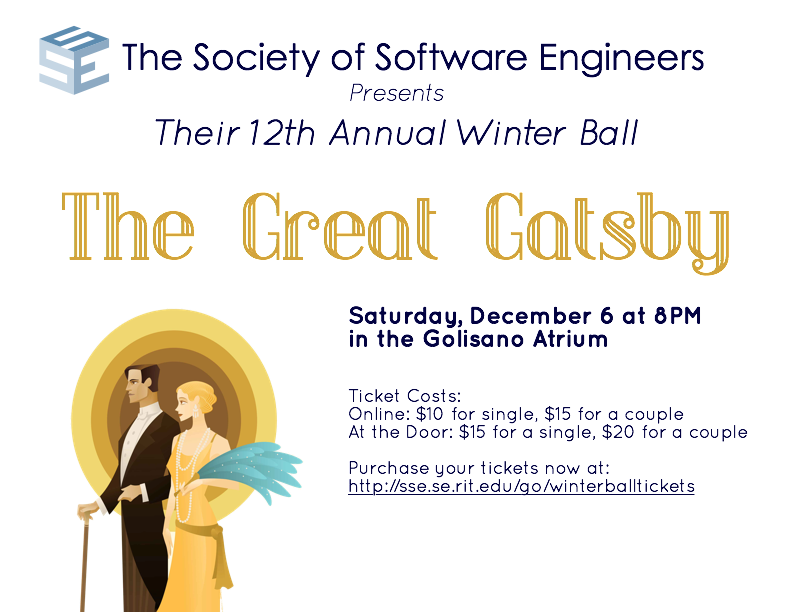 SSE
The Society of Software Engineers
Presents
Their 12th Annual Winter Ball
The Great Gatsby
Saturday, December 6 at 8PM
in the Golisano Atrium
Ticket Costs:
Online: $10 for single, $15 for a couple
At the Door: $15 for a single, $20 for a couple
Purchase your tickets now at:
http://sse.se.rit.edu/go/winterballtickets